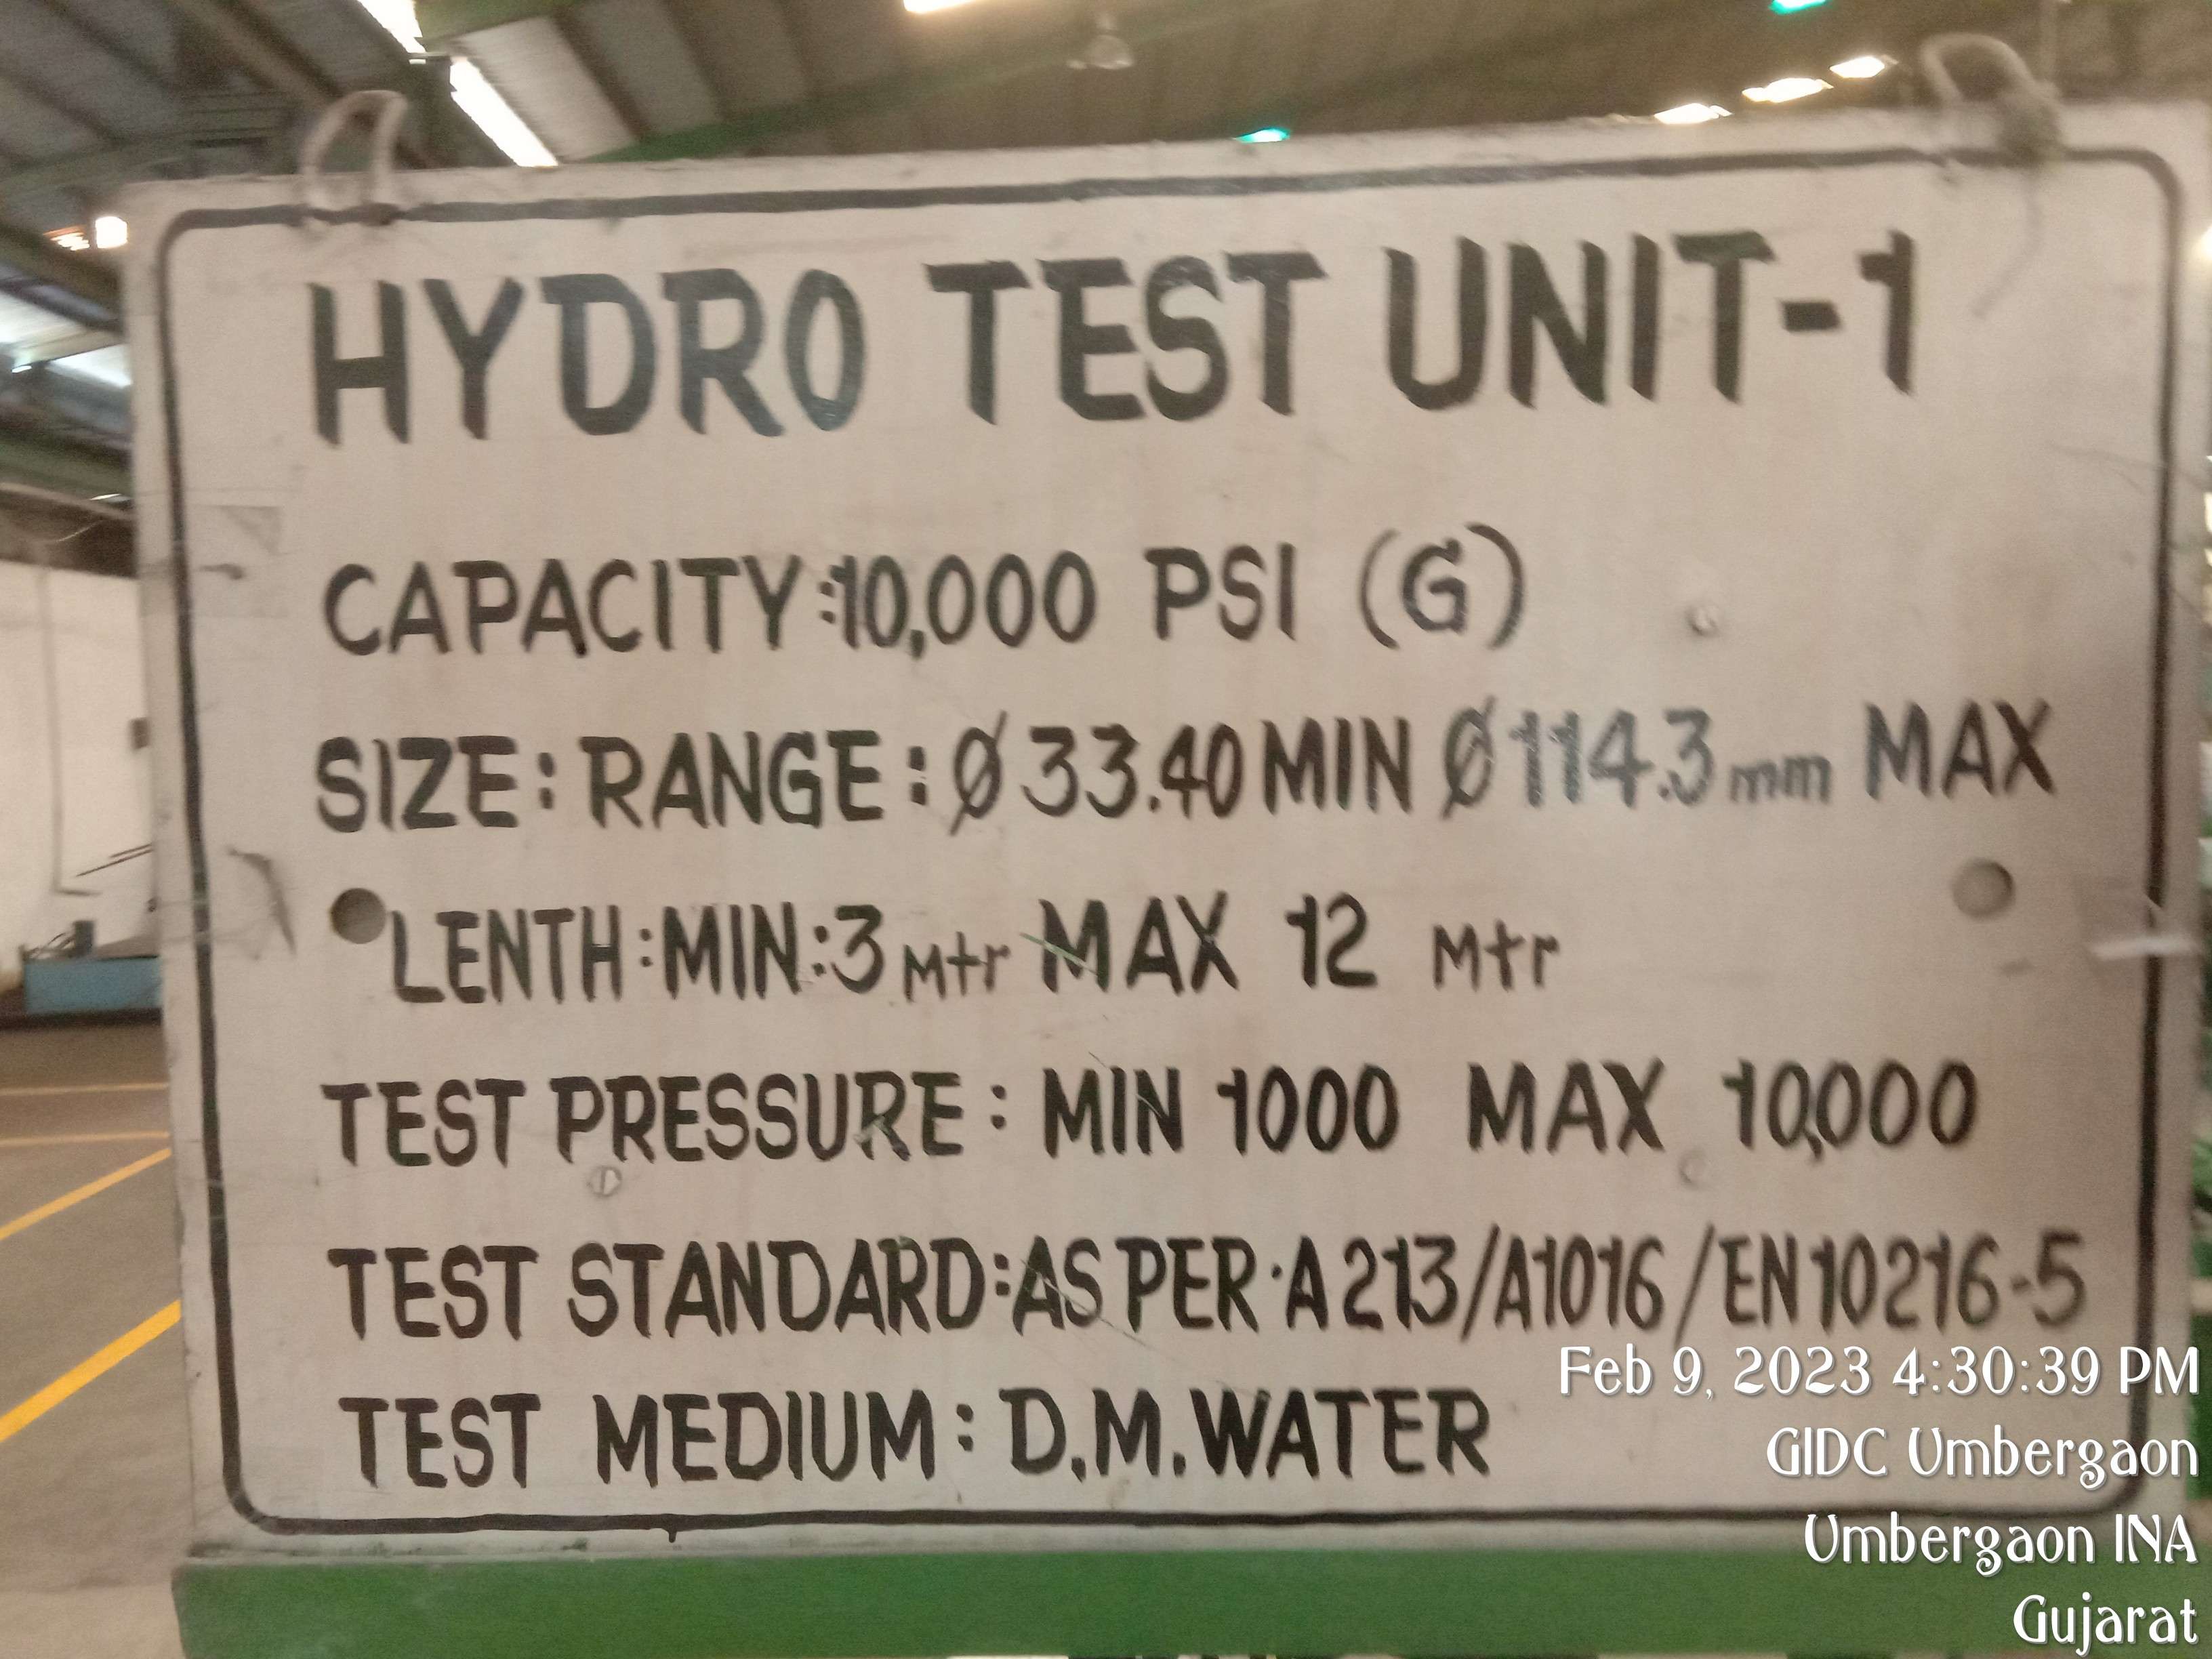 HYDRO TEST UNIT-1
CAPACITY:10,000 PSI (G)
SIZE: RANGE: Ø 33.40 MIN Ø 114.3 mm MAX
LENTH:MIN:3 Mtr MAX 12 Mtr
TEST PRESSURE: MIN 1000 MAX 10,000
TEST STANDARD:AS PER·A 213/A1016/EN10216-5
TEST MEDIUM: D.M.WATER
Feb 9, 2023 4:30:39 PM
GIDC Umbergaon
Umbergaon INA
Gujarat